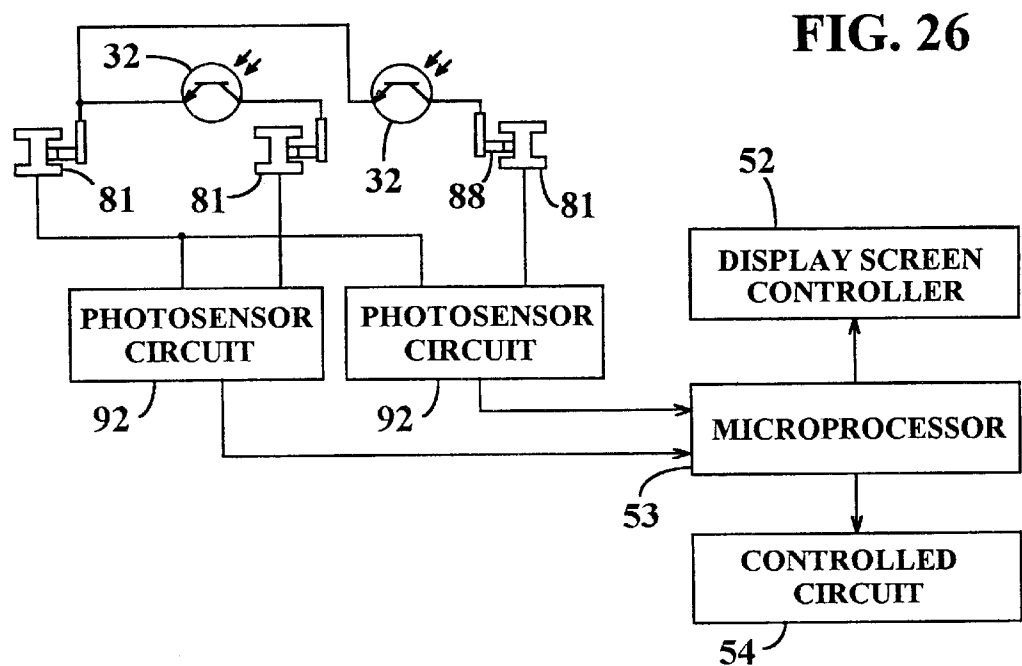 FIG. 26
32
32
81
81
88
81
52
DISPLAY SCREEN
CONTROLLER
PHOTOSENSOR
CIRCUIT
PHOTOSENSOR
CIRCUIT
92
92
MICROPROCESSOR
53
CONTROLLED
CIRCUIT
54